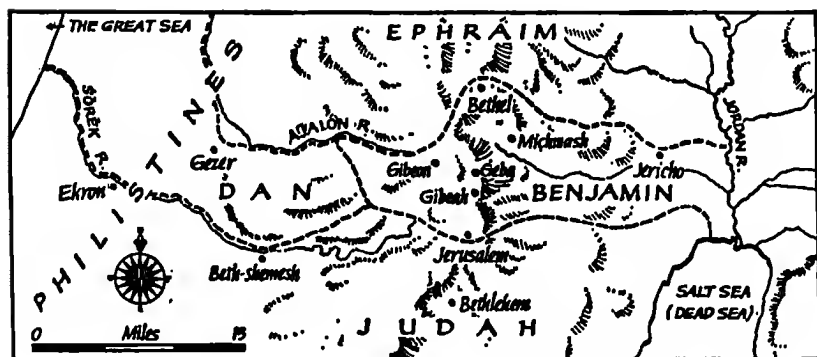 ← THE GREAT SEA
EPHRAIM
PHILISTINES
SOREK R.
AIJALON R.
JORDAN R.
Bethel
Michmash
Gezer
Gibeon
Geba
Jericho
Ekron
DAN
Gibeah
BENJAMIN
Beth-shemesh
Jerusalem
Bethlehem
SALT SEA
(DEAD SEA)
0 Miles 15
JUDAH